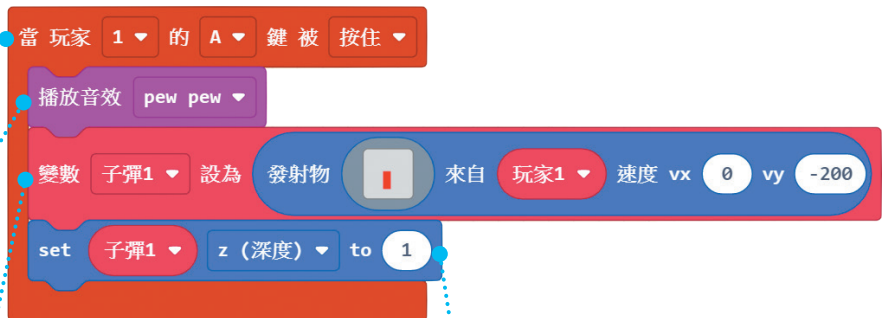 當 玩家 1 的 A 鍵 被 按住
播放音效 pew pew
變數 子彈1 設為 發射物 來自 玩家1 速度 vx 0 vy -200
set 子彈1 z (深度) to 1